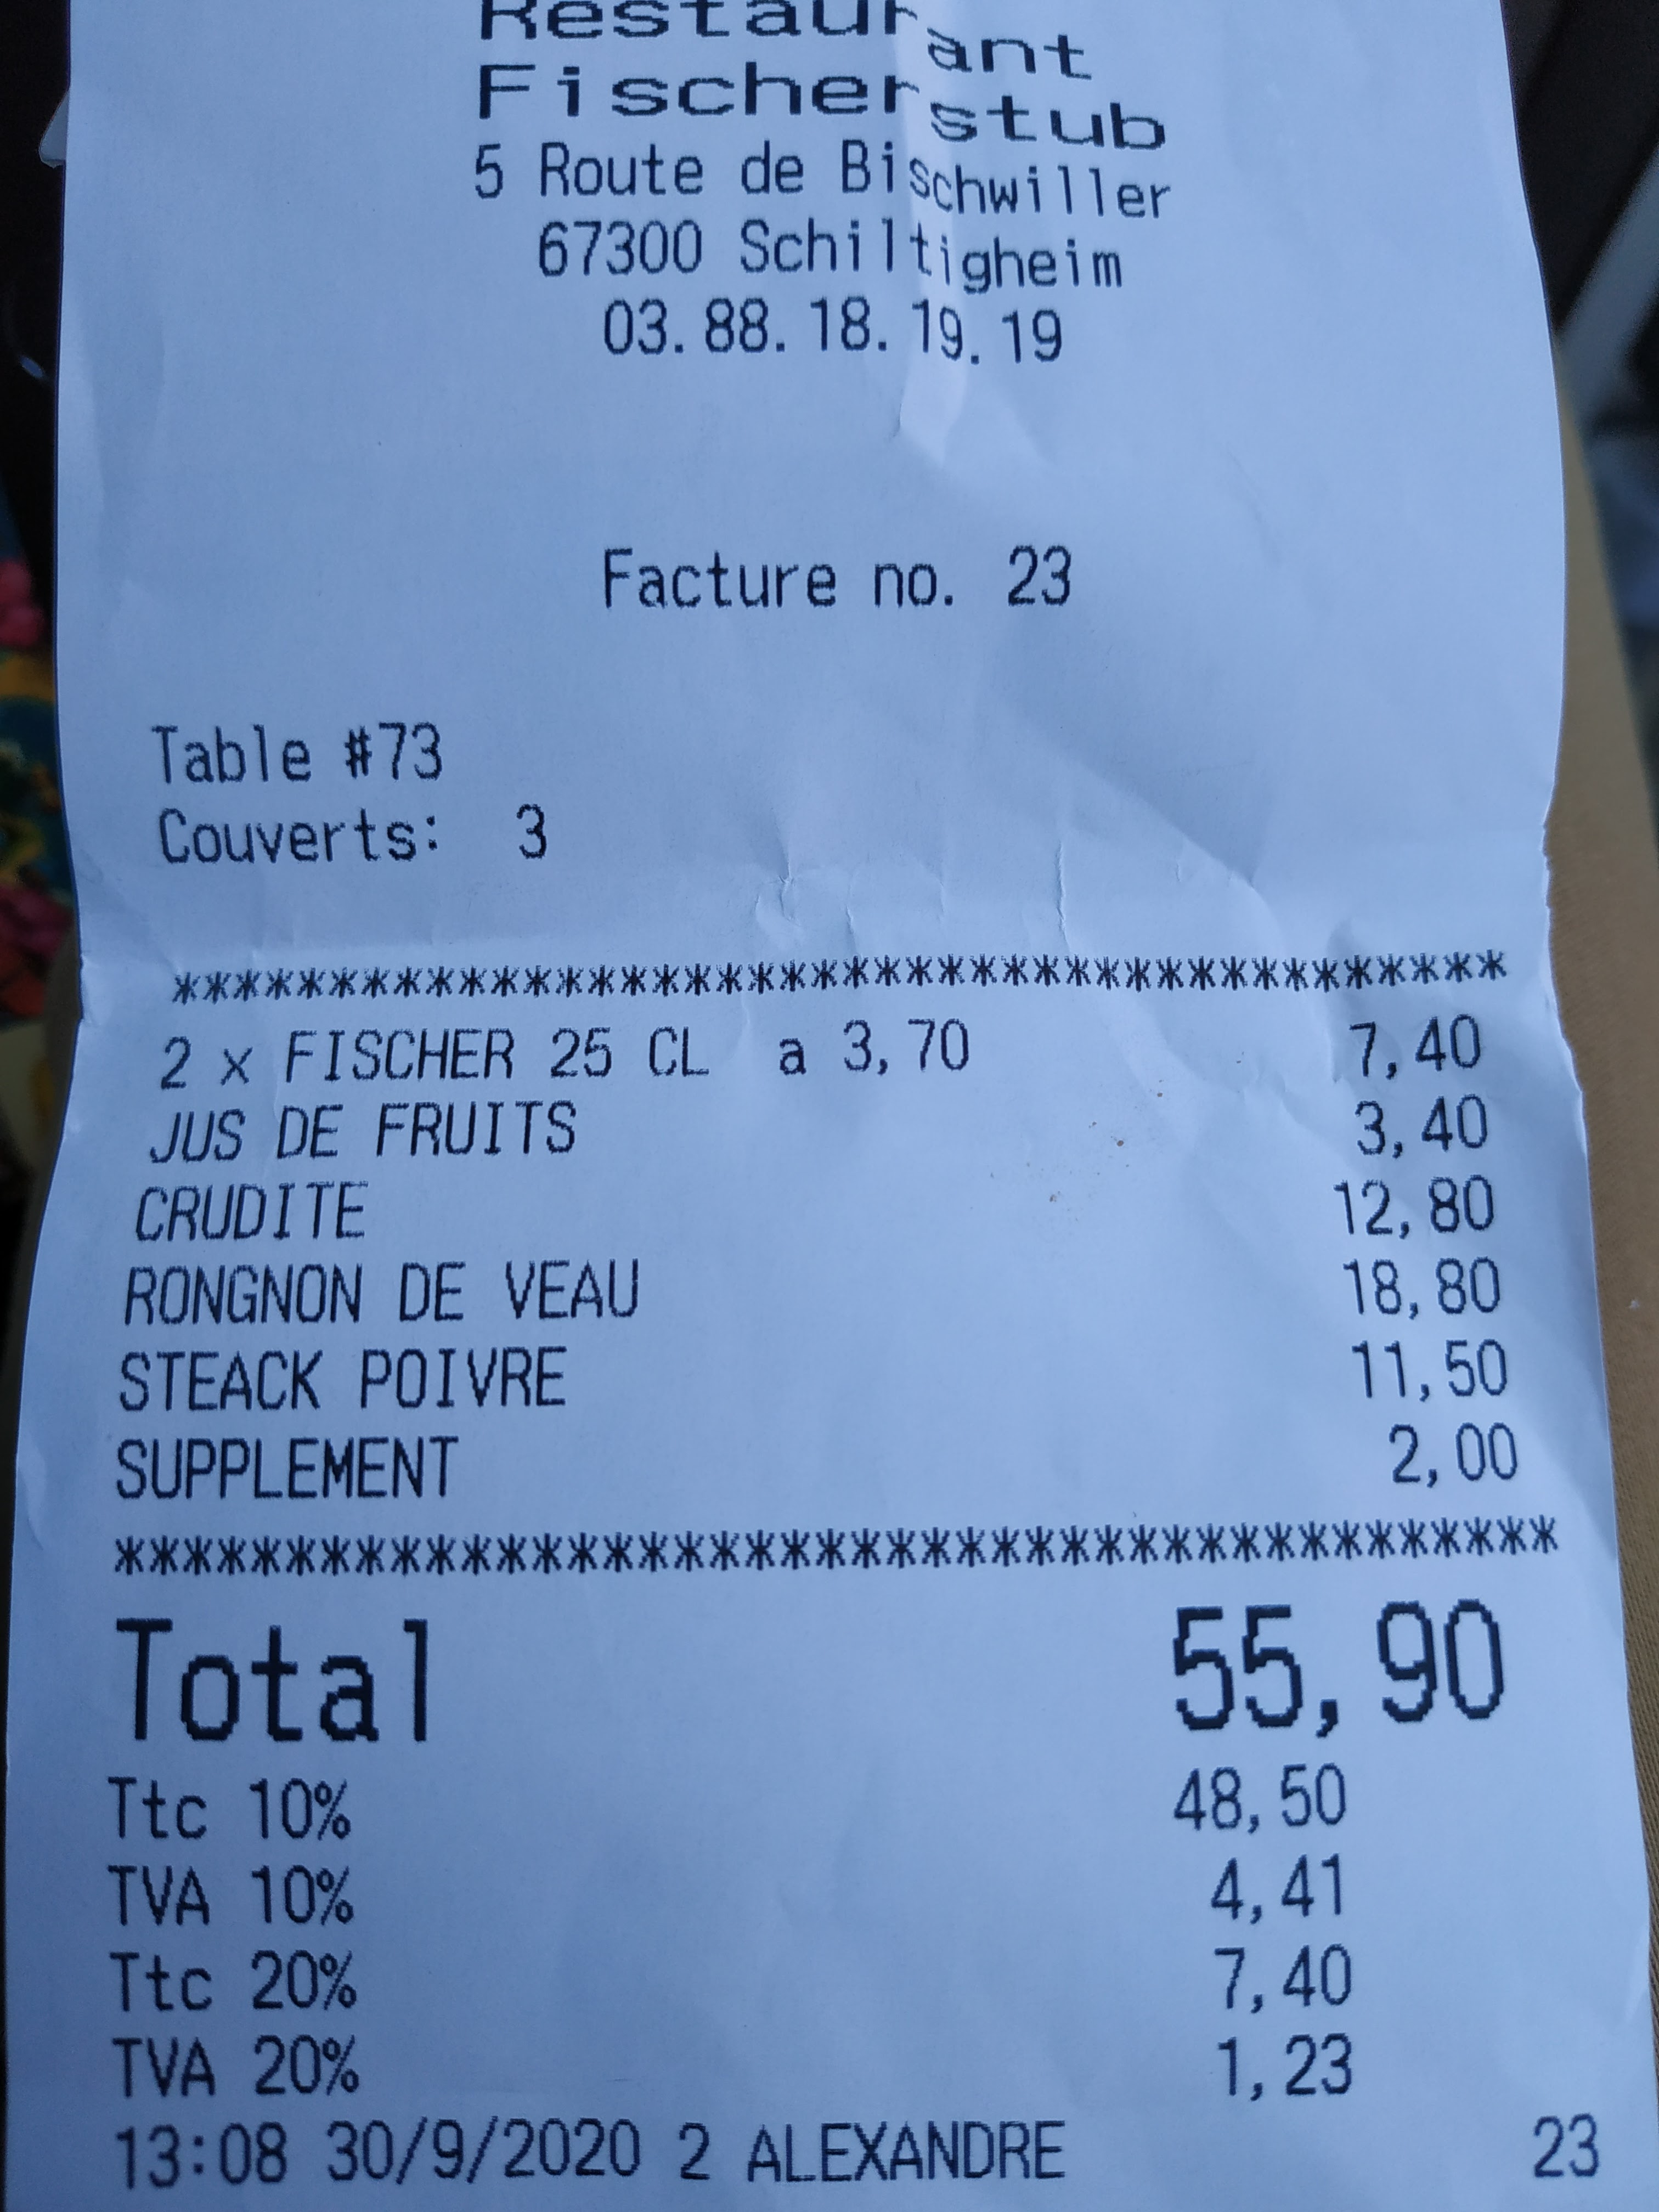 Restaurant
Fischerstub
5 Route de Bischwiller
67300 Schiltigheim
03.88.18.19.19
Facture no. 23
Table #73
Couverts: 3
******************************************
2 x FISCHER 25 CL a 3,70 7,40
JUS DE FRUITS 3,40
CRUDITE 12,80
RONGNON DE VEAU 18,80
STEACK POIVRE 11,50
SUPPLEMENT 2,00
******************************************
Total 55,90
Ttc 10% 48,50
TVA 10% 4,41
Ttc 20% 7,40
TVA 20% 1,23
13:08 30/9/2020 2 ALEXANDRE 23